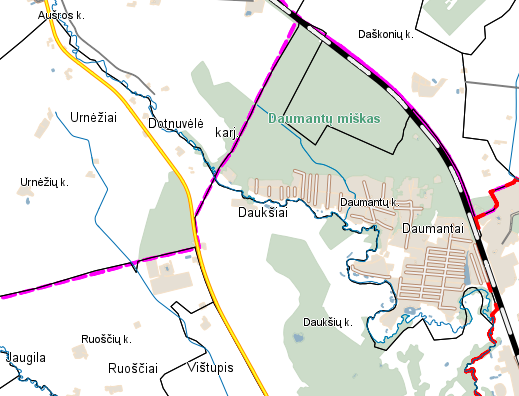 Aušros k.
Daškonių k.
Urnėžiai
Dotnuvėlė
karj.
Daumantų miškas
Urnėžių k.
Daukšiai
Daumantų k.
Daumantai
Daukšių k.
Ruoščių k.
Jaugila
Ruoščiai
Vištupis